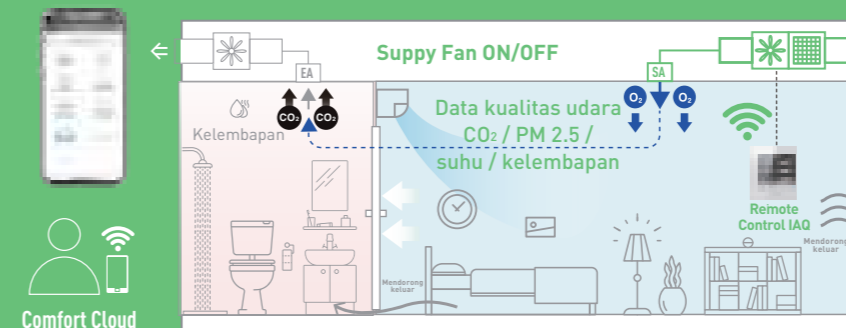 Suppy Fan ON/OFF
EA
SA
CO₂
CO₂
O₂
O₂
Kelembapan
Data kualitas udara
CO₂ / PM 2.5 /
suhu / kelembapan
Remote
Control IAQ
Mendorong
keluar
Mendorong
keluar
Comfort Cloud